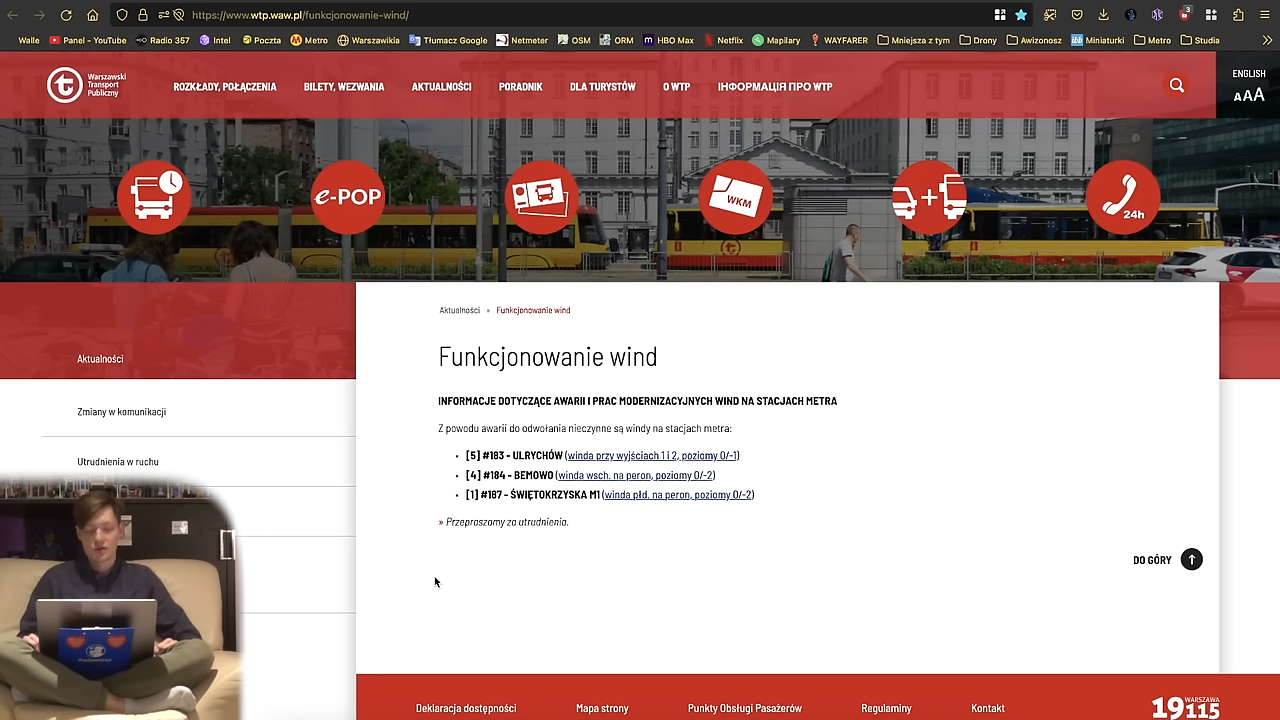 https://www.wtp.waw.pl/funkcjonowanie-wind/
3
Walle Panel - YouTube Radio 357 Intel Poczta Metro Warszawikia Tłumacz Google Netmeter OSM ORM HBO Max Netflix Mapilary WAYFARER Mniejsza z tym Drony Awizonosz Miniaturki Metro Studia
Warszawski
Transport
Publiczny
ROZKŁADY, POŁĄCZENIA BILETY, WEZWANIA AKTUALNOŚCI PORADNIK DLA TURYSTÓW O WTP ІНФОРМАЦІЯ ПРО WTP
ENGLISH
AAA
e-POP
WKM
24h
Aktualności » Funkcjonowanie wind
Funkcjonowanie wind
Aktualności
Zmiany w komunikacji
Utrudnienia w ruchu
INFORMACJE DOTYCZĄCE AWARII I PRAC MODERNIZACYJNYCH WIND NA STACJACH METRA
Z powodu awarii do odwołania nieczynne są windy na stacjach metra:
• [5] #183 - ULRYCHÓW (winda przy wyjściach 1 i 2, poziomy 0/-1)
• [4] #184 - BEMOWO (winda wsch. na peron, poziomy 0/-2)
• [1] #187 - ŚWIĘTOKRZYSKA M1 (winda płd. na peron, poziomy 0/-2)
» Przepraszamy za utrudnienia.
DO GÓRY
Deklaracja dostępności Mapa strony Punkty Obsługi Pasażerów Regulaminy Kontakt
WARSZAWA
19115